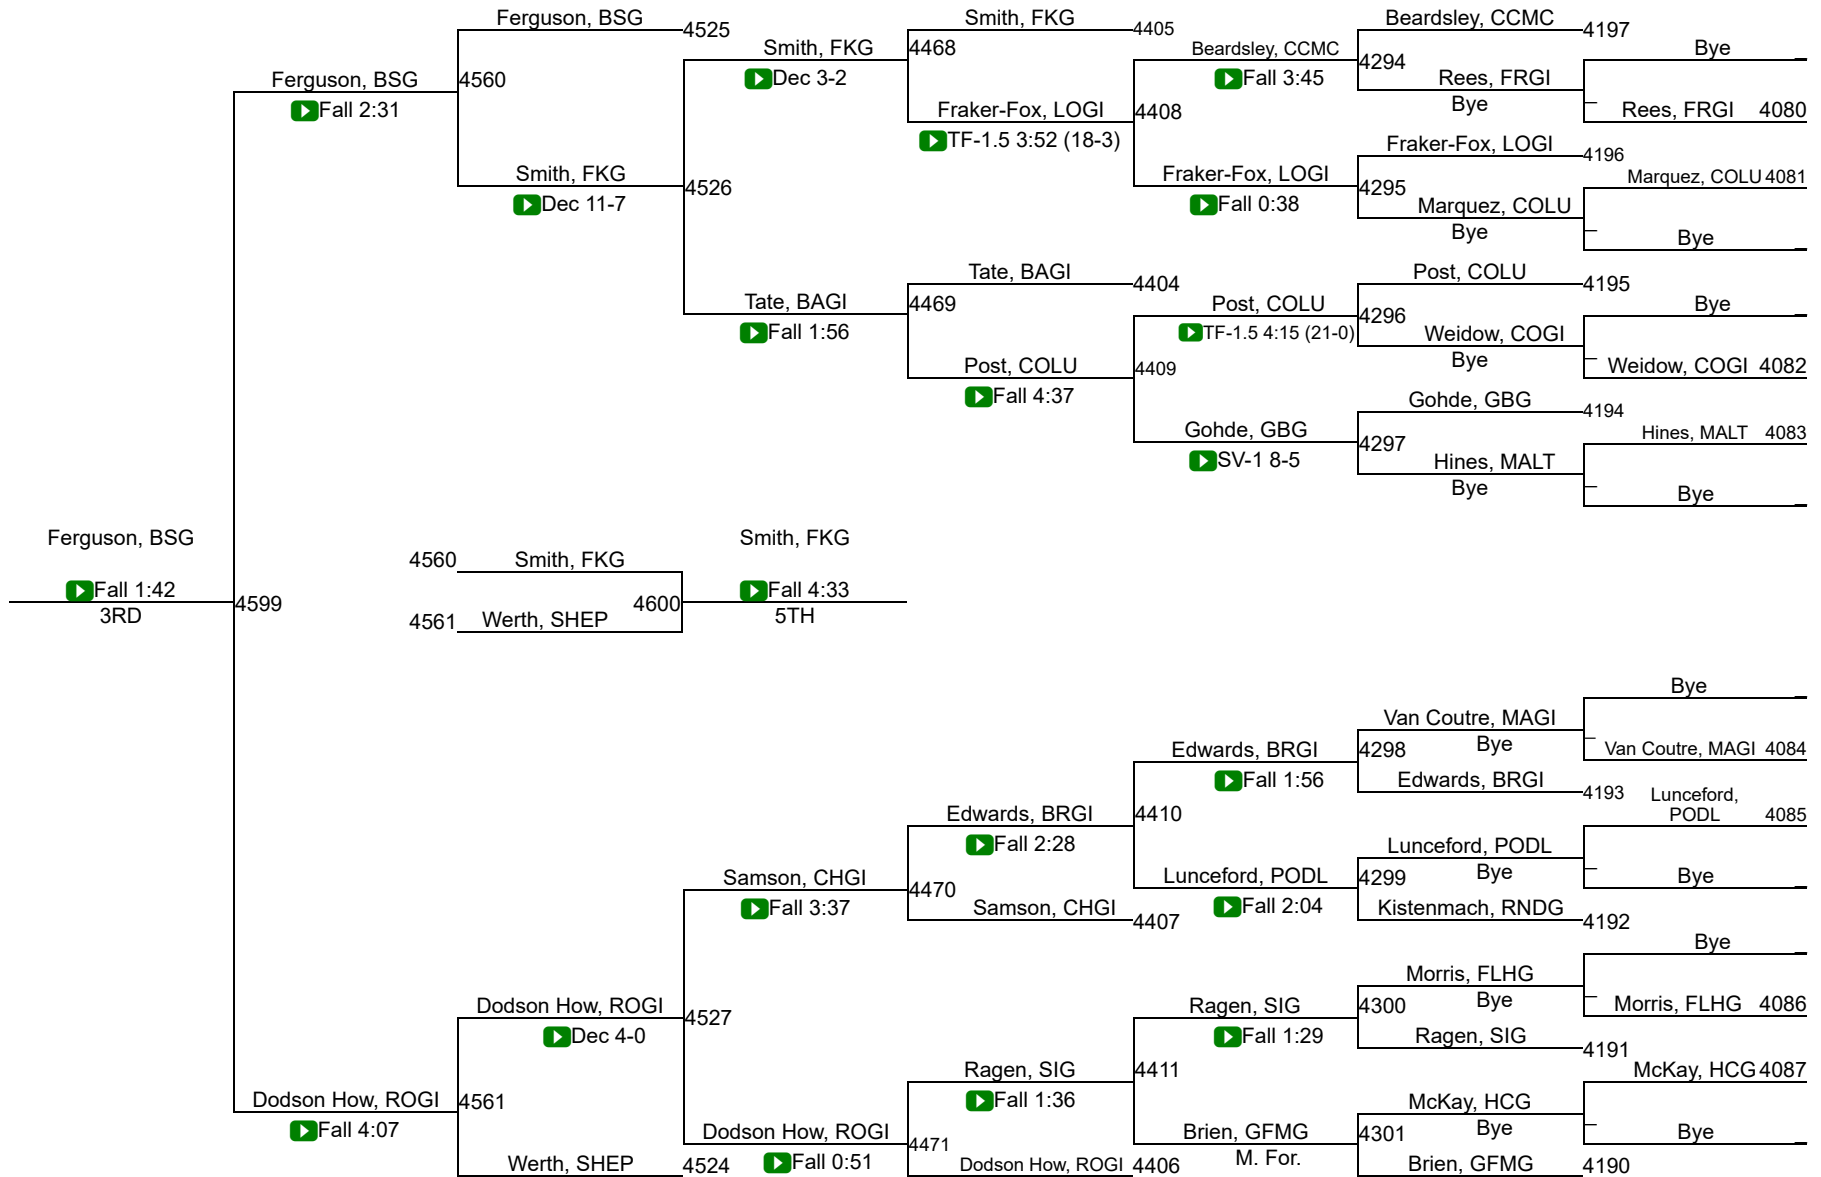 Ferguson, BSG
4525
Smith, FKG
4405
Beardsley, CCMC
4197
Bye
_
Smith, FKG
4468
Beardsley, CCMC
4294
Ferguson, BSG
4560
Dec 3-2
Fall 3:45
Rees, FRGI
Bye
_
Rees, FRGI 4080
Fall 2:31
Fraker-Fox, LOGI
4408
TF-1.5 3:52 (18-3)
Fraker-Fox, LOGI
4196
Smith, FKG
4526
Fraker-Fox, LOGI
4295
Marquez, COLU 4081
Dec 11-7
Fall 0:38
Marquez, COLU
Bye
_
Bye
_
Tate, BAGI
4404
Post, COLU
4195
Tate, BAGI
4469
Post, COLU
4296
Bye
_
Fall 1:56
TF-1.5 4:15 (21-0)
Weidow, COGI
Bye
_
Post, COLU
4409
Weidow, COGI 4082
Fall 4:37
Gohde, GBG
4194
Gohde, GBG
4297
Hines, MALT 4083
SV-1 8-5
Hines, MALT
Bye
_
Bye
_
Ferguson, BSG
Smith, FKG
4560
Smith, FKG
Fall 1:42
4599
4600
Fall 4:33
3RD
4561
Werth, SHEP
5TH
Bye
_
Van Coutre, MAGI
Bye
_
Edwards, BRGI
4298
Van Coutre, MAGI 4084
Fall 1:56
Edwards, BRGI
4193
Lunceford,
PODL 4085
Edwards, BRGI
4410
Fall 2:28
Lunceford, PODL
Bye
_
Samson, CHGI
4470
Lunceford, PODL
4299
Bye
_
Fall 3:37
Samson, CHGI
4407
Fall 2:04
Kistenmach, RNDG
4192
Bye
_
Morris, FLHG
Bye
_
Dodson How, ROGI
4527
Ragen, SIG
4300
Morris, FLHG 4086
Dec 4-0
Fall 1:29
Ragen, SIG
4191
Ragen, SIG
4411
McKay, HCG 4087
Dodson How, ROGI
4561
Fall 1:36
McKay, HCG
Bye
_
Fall 4:07
Dodson How, ROGI
4471
Brien, GFMG
4301
Bye
_
Werth, SHEP
4524
Fall 0:51
Dodson How, ROGI
4406
M. For.
Brien, GFMG
4190